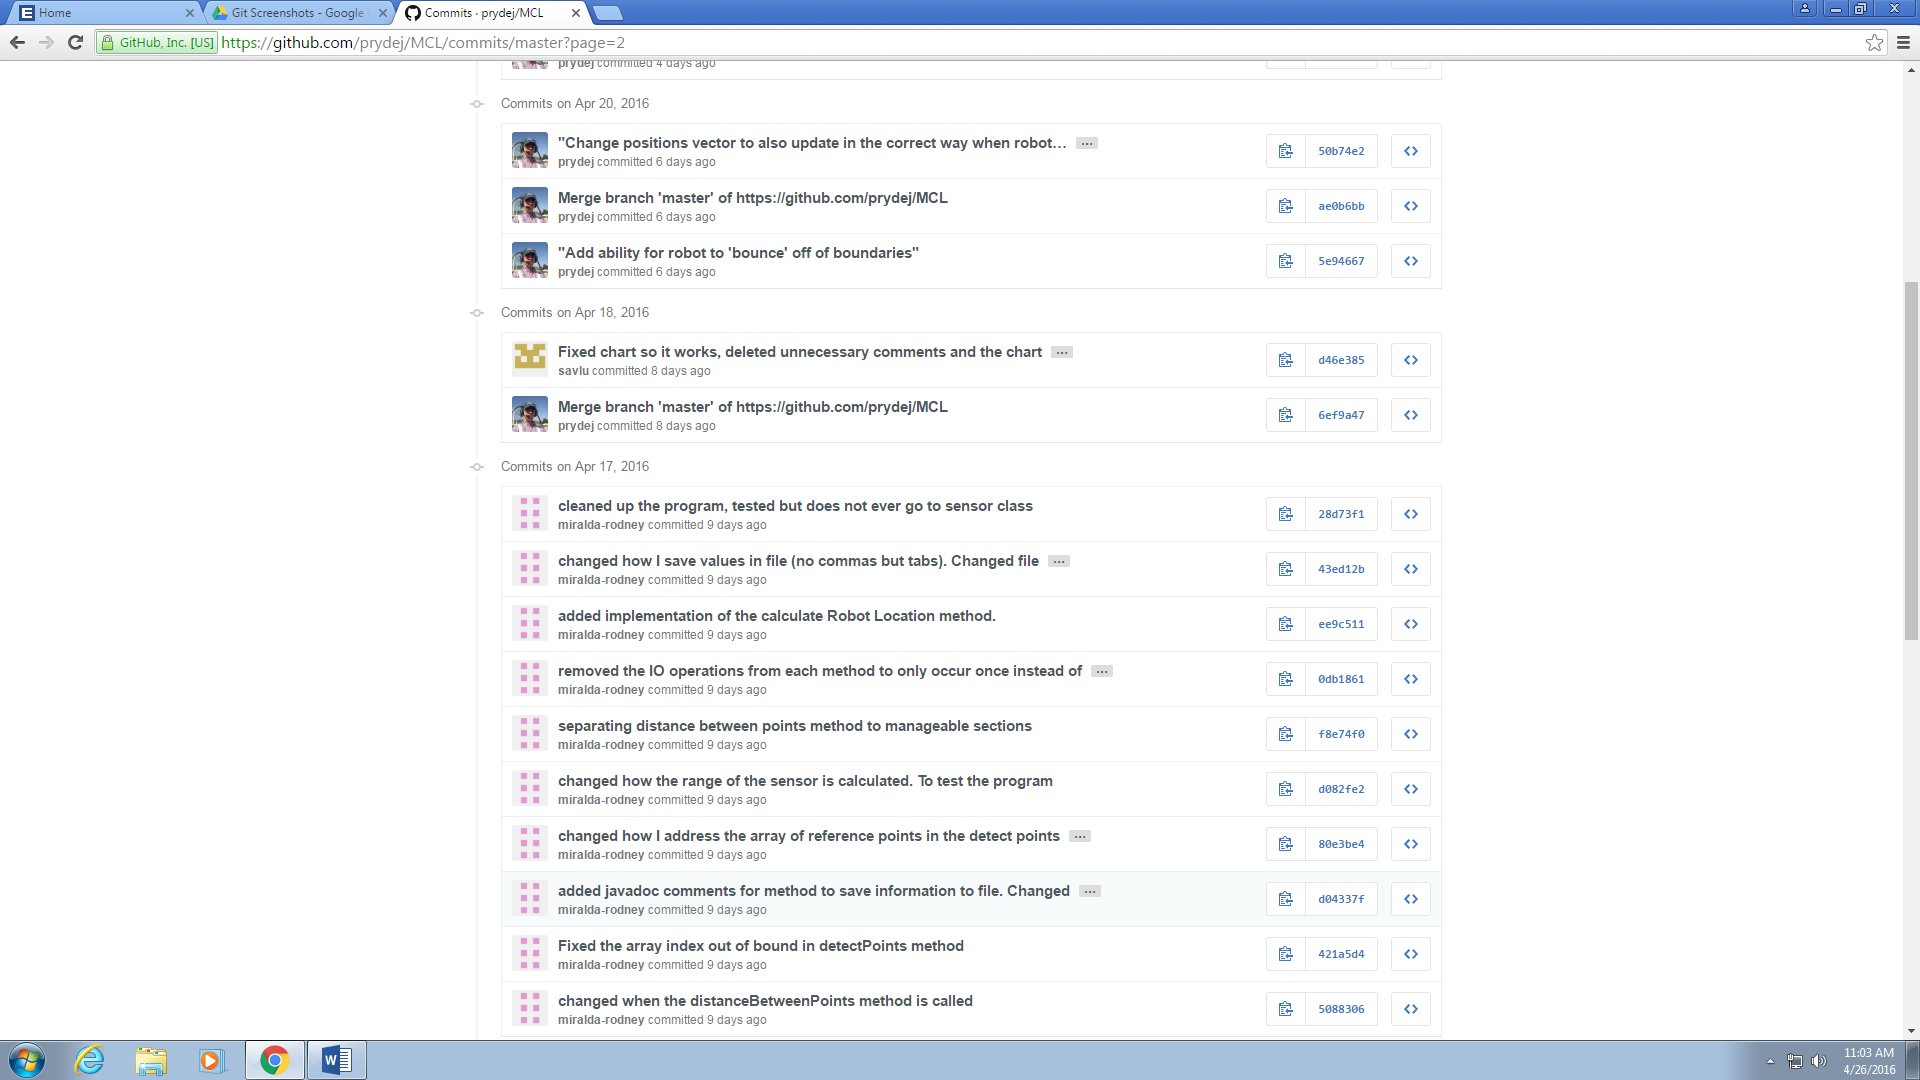 Home
Git Screenshots - Google
Commits · prydej/MCL
GitHub, Inc. [US]
https://github.com/prydej/MCL/commits/master?page=2
prydej committed 4 days ago
Commits on Apr 20, 2016
"Change positions vector to also update in the correct way when robot… …
prydej committed 6 days ago
50b74e2
Merge branch 'master' of https://github.com/prydej/MCL
prydej committed 6 days ago
ae0b6bb
"Add ability for robot to 'bounce' off of boundaries"
prydej committed 6 days ago
5e94667
Commits on Apr 18, 2016
Fixed chart so it works, deleted unnecessary comments and the chart …
savlu committed 8 days ago
d46e385
Merge branch 'master' of https://github.com/prydej/MCL
prydej committed 8 days ago
6ef9a47
Commits on Apr 17, 2016
cleaned up the program, tested but does not ever go to sensor class
miralda-rodney committed 9 days ago
28d73f1
changed how I save values in file (no commas but tabs). Changed file …
miralda-rodney committed 9 days ago
43ed12b
added implementation of the calculate Robot Location method.
miralda-rodney committed 9 days ago
ee9c511
removed the IO operations from each method to only occur once instead of …
miralda-rodney committed 9 days ago
0db1861
separating distance between points method to manageable sections
miralda-rodney committed 9 days ago
f8e74f0
changed how the range of the sensor is calculated. To test the program
miralda-rodney committed 9 days ago
d082fe2
changed how I address the array of reference points in the detect points …
miralda-rodney committed 9 days ago
80e3be4
added javadoc comments for method to save information to file. Changed …
miralda-rodney committed 9 days ago
d04337f
Fixed the array index out of bound in detectPoints method
miralda-rodney committed 9 days ago
421a5d4
changed when the distanceBetweenPoints method is called
miralda-rodney committed 9 days ago
5088306
11:03 AM
4/26/2016